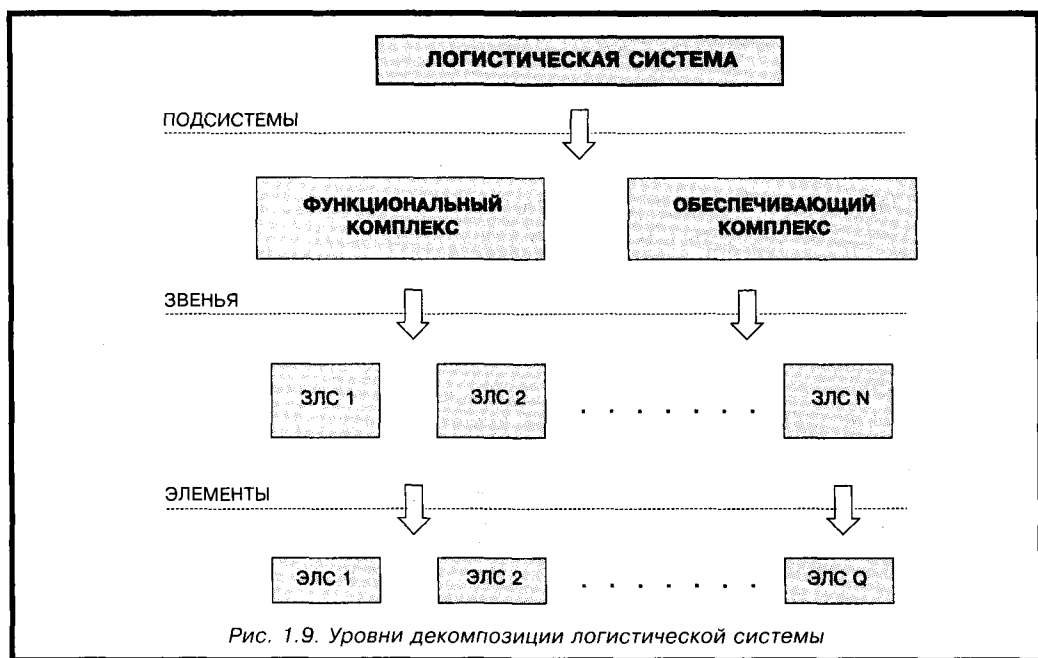 ЛОГИСТИЧЕСКАЯ СИСТЕМА
ПОДСИСТЕМЫ
ФУНКЦИОНАЛЬНЫЙ
КОМПЛЕКС
ОБЕСПЕЧИВАЮЩИЙ
КОМПЛЕКС
ЗВЕНЬЯ
ЗЛС 1 ЗЛС 2 . . . . . . . ЗЛС N
ЭЛЕМЕНТЫ
ЭЛС 1 ЭЛС 2 . . . . . . . ЭЛС Q
Рис. 1.9. Уровни декомпозиции логистической системы